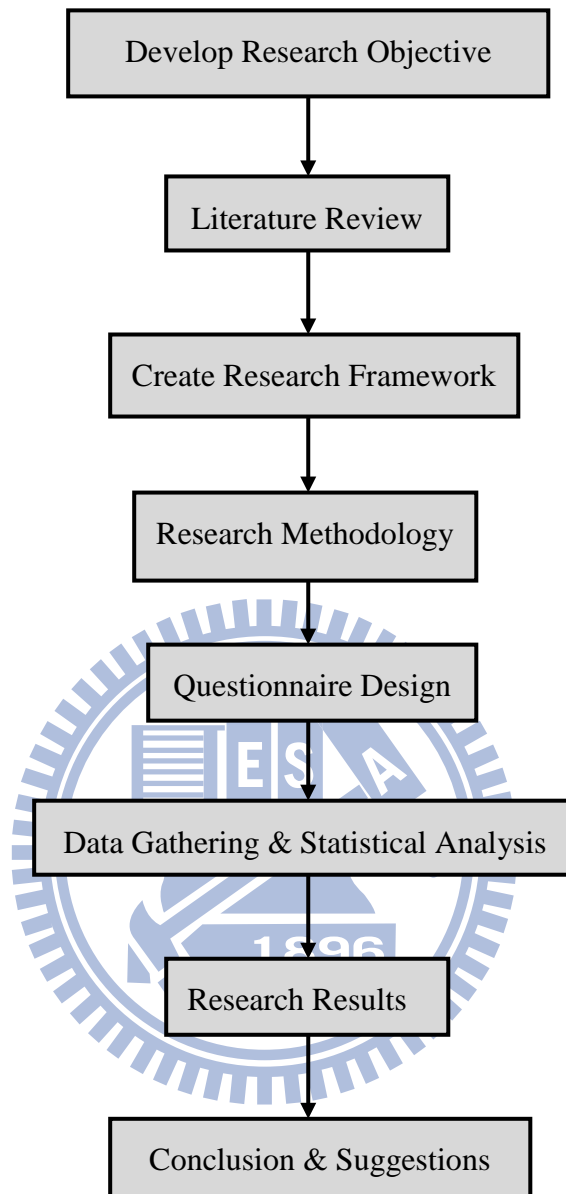 Develop Research Objective
Literature Review
Create Research Framework
Research Methodology
Questionnaire Design
E S A
Data Gathering & Statistical Analysis
1896
Research Results
Conclusion & Suggestions